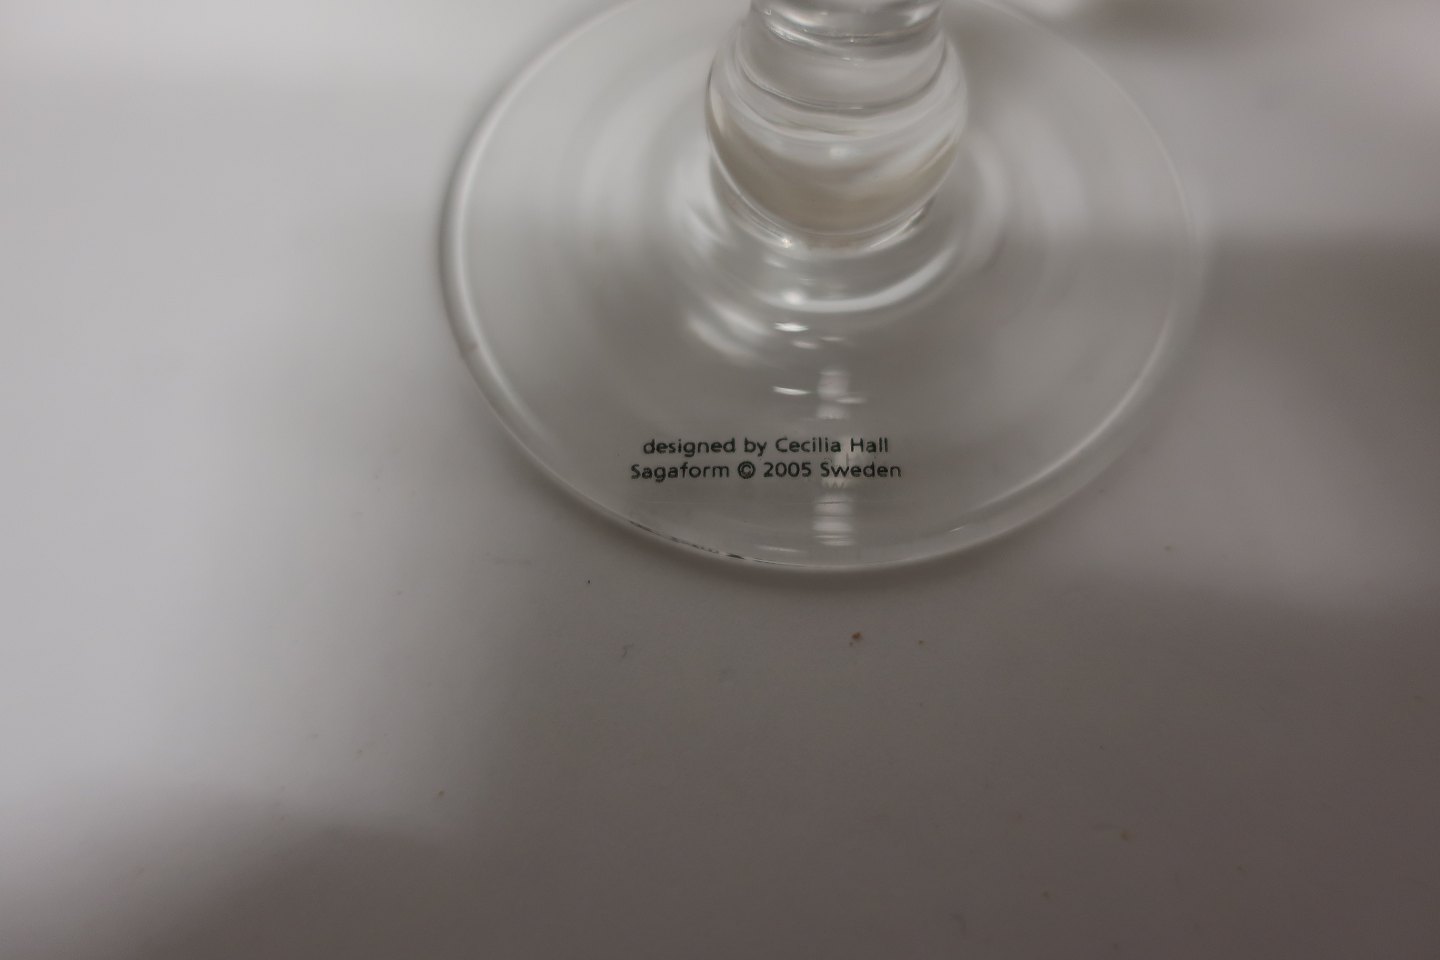 designed by Cecilia Hall
Sagaform © 2005 Sweden